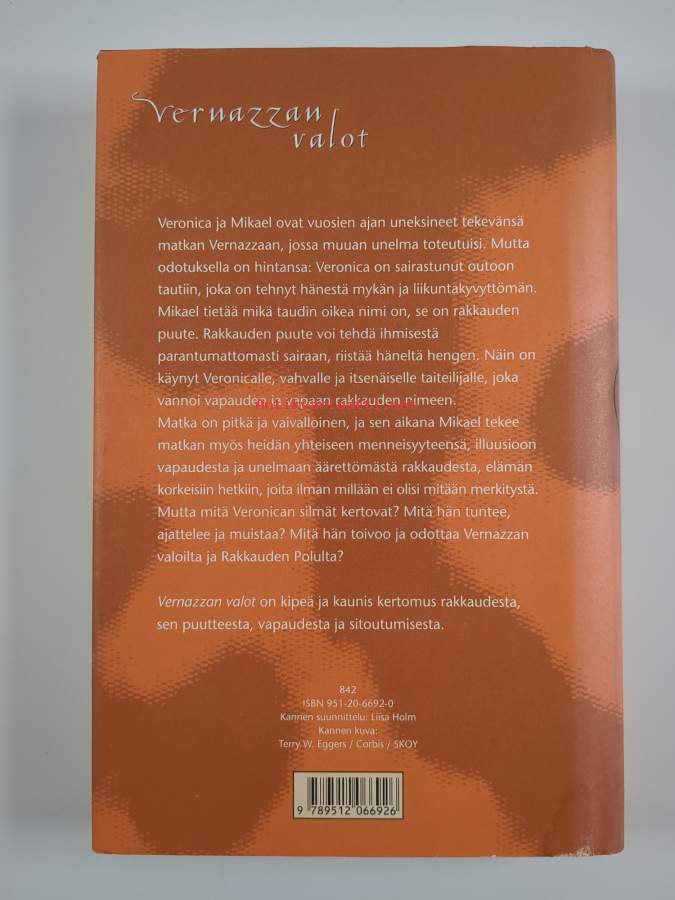 Vernazzan
valot
Veronica ja Mikael ovat vuosien ajan uneksineet tekevänsä
matkan Vernazzaan, jossa muuan unelma toteutuisi. Mutta
odotuksella on hintansa: Veronica on sairastunut outoon
tautiin, joka on tehnyt hänestä mykän ja liikuntakyvyttömän.
Mikael tietää mikä taudin oikea nimi on, se on rakkauden
puute. Rakkauden puute voi tehdä ihmisestä
parantumattomasti sairaan, riistää häneltä hengen. Näin on
käynyt Veronicalle, vahvalle ja itsenäiselle taiteilijalle, joka
vannoi vapauden ja vapaan rakkauden nimeen.
Matka on pitkä ja vaivalloinen, ja sen aikana Mikael tekee
matkan myös heidän yhteiseen menneisyyteensä, illuusioon
vapaudesta ja unelmaan äärettömästä rakkaudesta, elämän
korkeisiin hetkiin, joita ilman millään ei olisi mitään merkitystä.
Mutta mitä Veronican silmät kertovat? Mitä hän tuntee,
ajattelee ja muistaa? Mitä hän toivoo ja odottaa Vernazzan
valoilta ja Rakkauden Polulta?
Vernazzan valot on kipeä ja kaunis kertomus rakkaudesta,
sen puutteesta, vapaudesta ja sitoutumisesta.
842
ISBN 951-20-6692-0
Kannen suunnittelu: Liisa Holm
Kannen kuva:
Terry W. Eggers / Corbis / SKOY
9 789512 066926